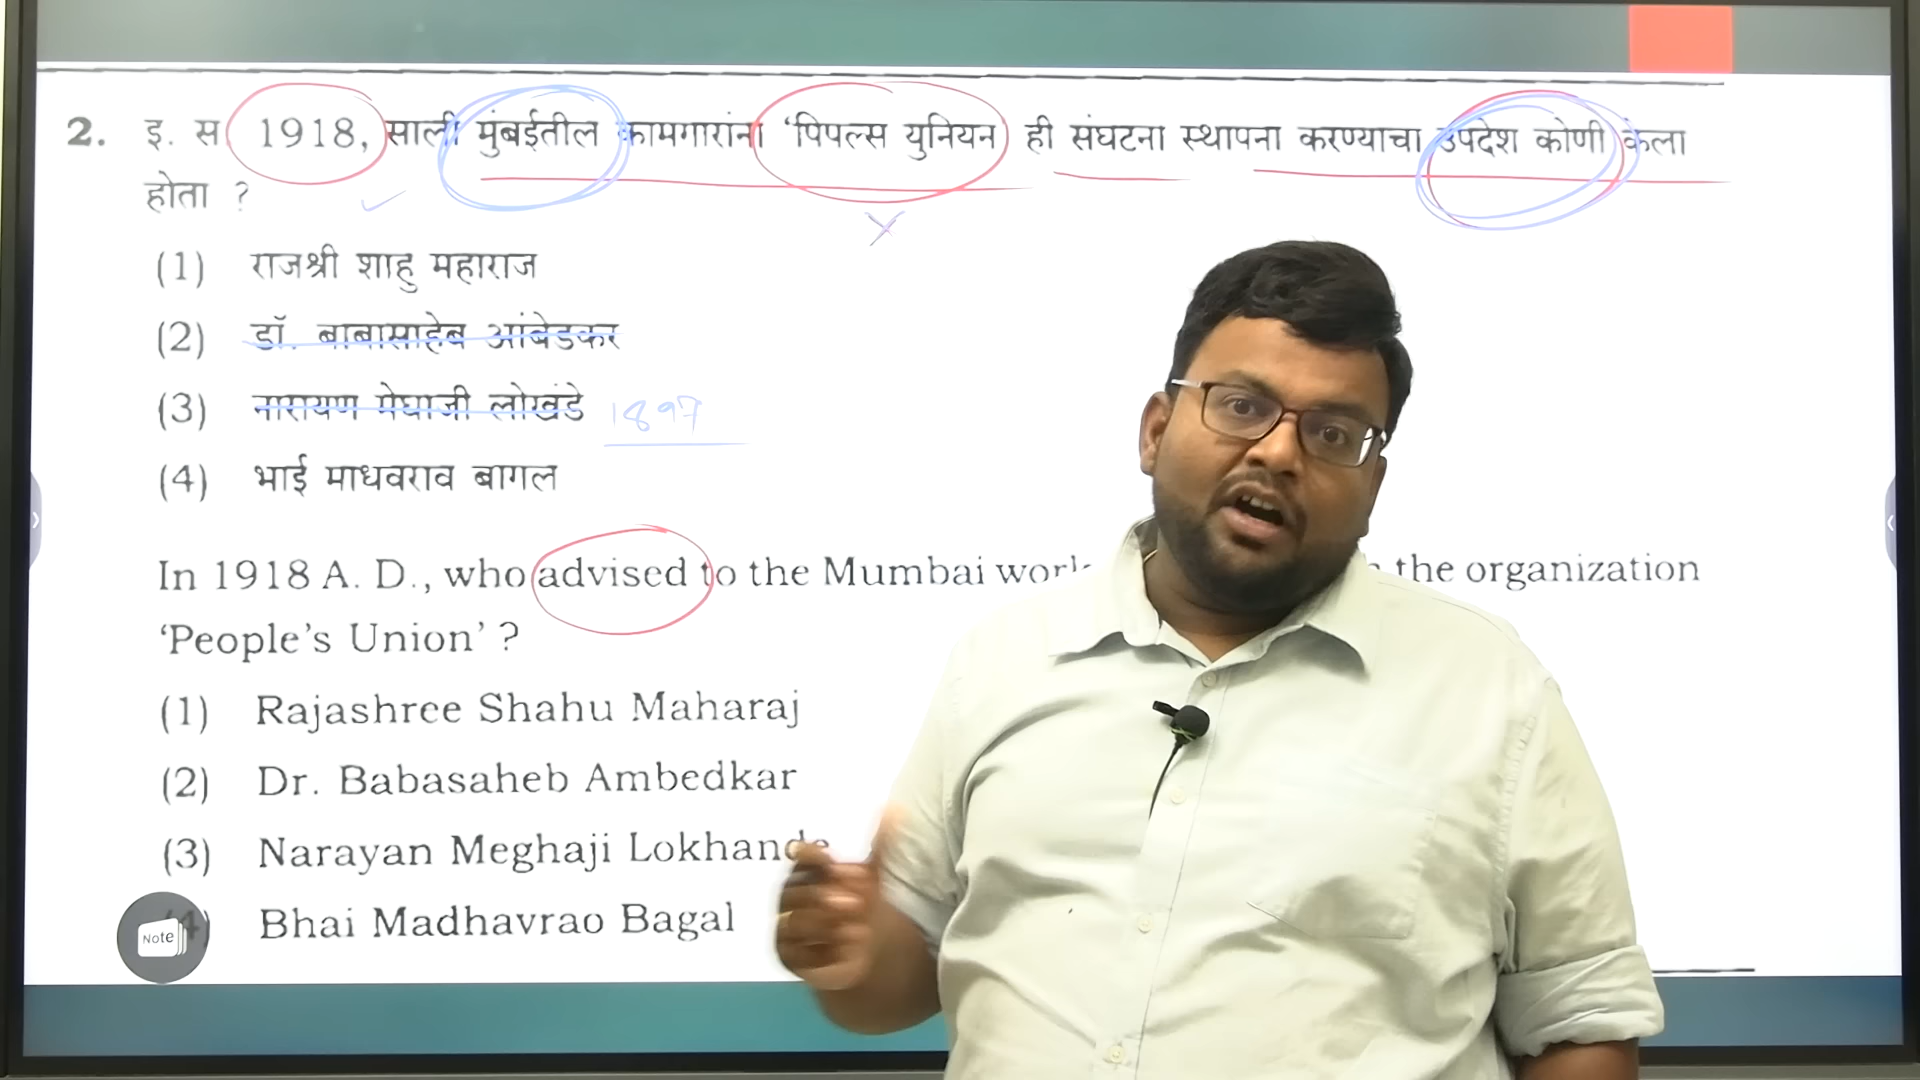 2. इ. स. 1918, साली मुंबईतील कामगारांना ‘पिपल्स युनियन ही संघटना स्थापना करण्याचा उपदेश कोणी केला
होता ?
(1) राजश्री शाहु महाराज
(2) डॉ. बाबासाहेब आंबेडकर
(3) नारायण मेघाजी लोखंडे 1897
(4) भाई माधवराव बागल
In 1918 A. D., who advised to the Mumbai the organization
‘People’s Union’ ?
(1) Rajashree Shahu Maharaj
(2) Dr. Babasaheb Ambedkar
(3) Narayan Meghaji Lokhande
(4) Bhai Madhavrao Bagal
Note